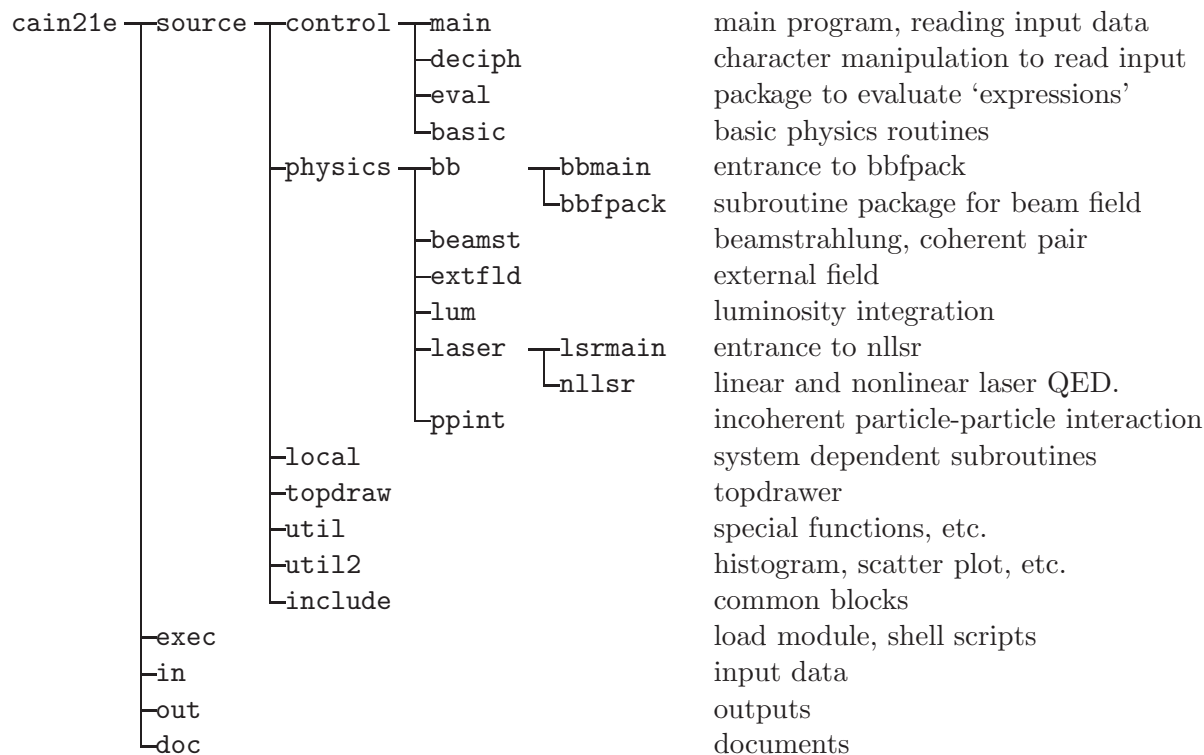 cain21e source control main main program, reading input data
deciph character manipulation to read input
eval package to evaluate ‘expressions’
basic basic physics routines
physics bb bbmain entrance to bbfpack
bbfpack subroutine package for beam field
beamst beamstrahlung, coherent pair
extfld external field
lum luminosity integration
laser lsrmain entrance to nllsr
nllsr linear and nonlinear laser QED.
ppint incoherent particle-particle interaction
local system dependent subroutines
topdraw topdrawer
util special functions, etc.
util2 histogram, scatter plot, etc.
include common blocks
exec load module, shell scripts
in input data
out outputs
doc documents